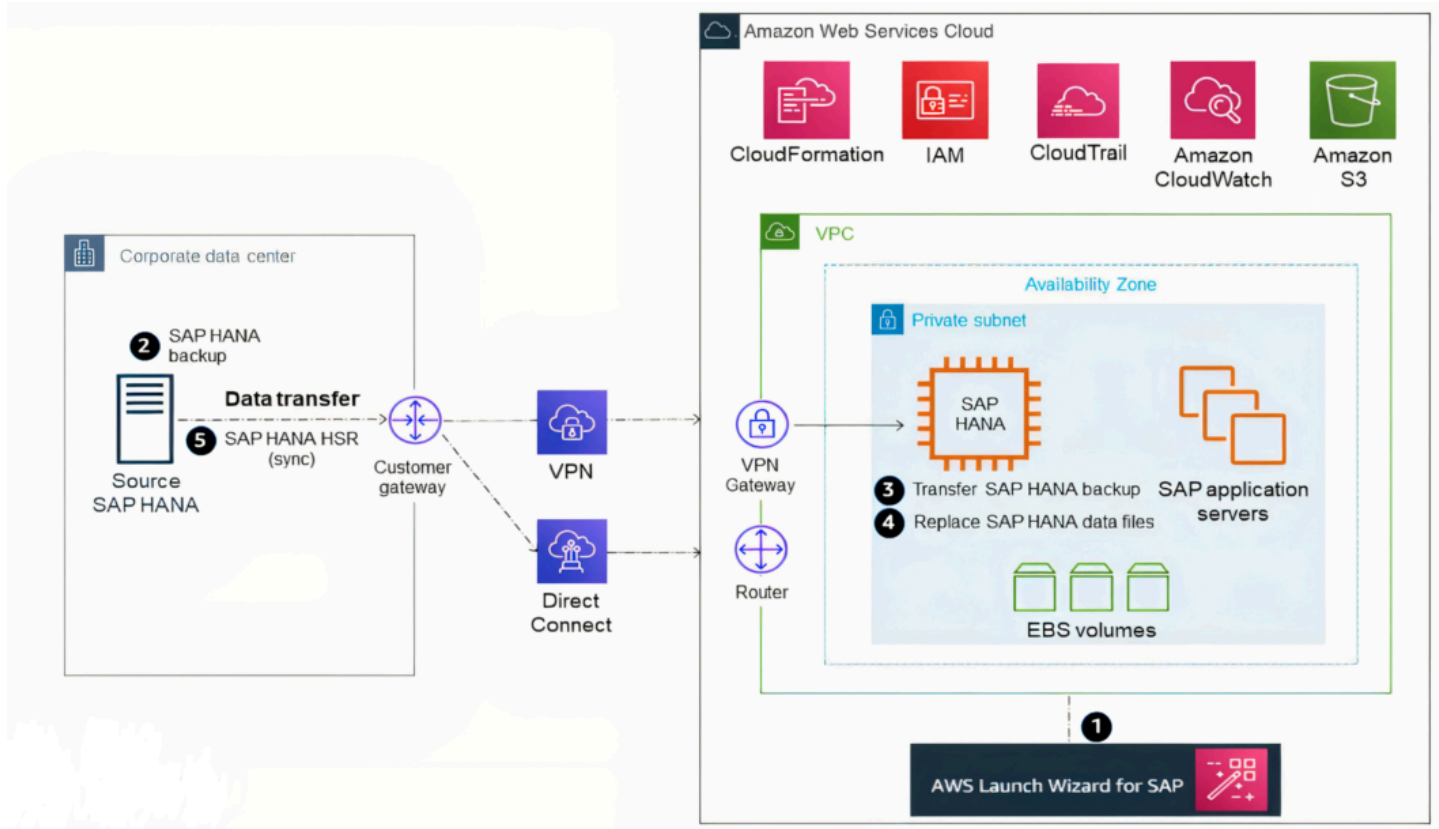 Amazon Web Services Cloud
CloudFormation
IAM
CloudTrail
Amazon
CloudWatch
Amazon
S3
VPC
Corporate data center
Availability Zone
Private subnet
2
SAP HANA
backup
Data transfer
5
SAP HANA HSR
(sync)
Source
SAP HANA
Customer
gateway
VPN
Direct
Connect
VPN
Gateway
Router
SAP
HANA
3
Transfer SAP HANA backup
4
Replace SAP HANA data files
SAP application
servers
EBS volumes
1
AWS Launch Wizard for SAP